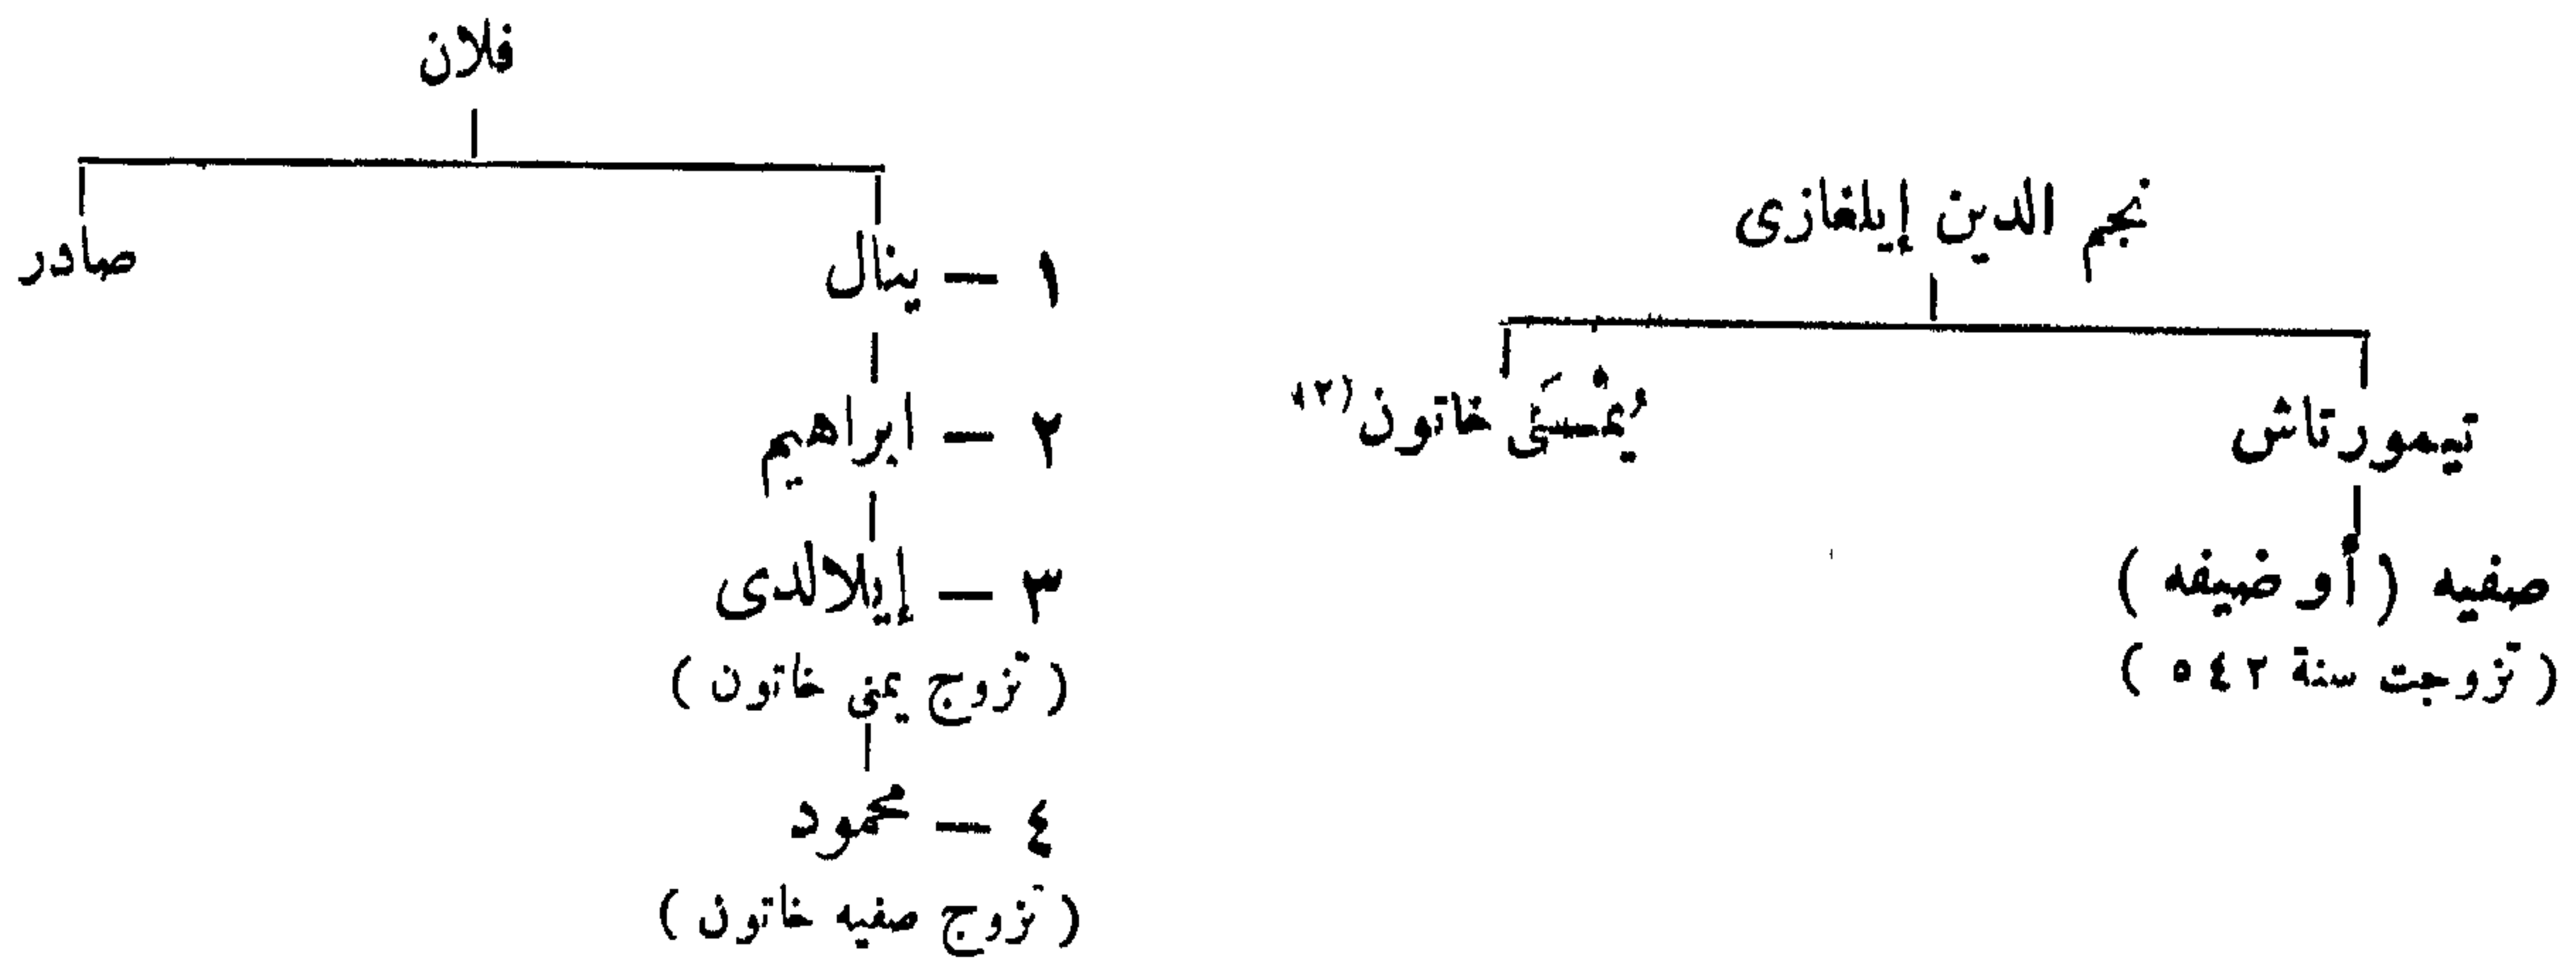 فلان
صادر
١ — ينال
٢ — ابراهيم
٣ — إيلالدى
( تزوج يمنى خاتون )
٤ — محمود
( تزوج صفيه خاتون )
نجم الدين إيلغازى
خاتون
تيمورتاش
صفيه ( أو ضيفه )
( تزوجت سنة ٥٤٢ )